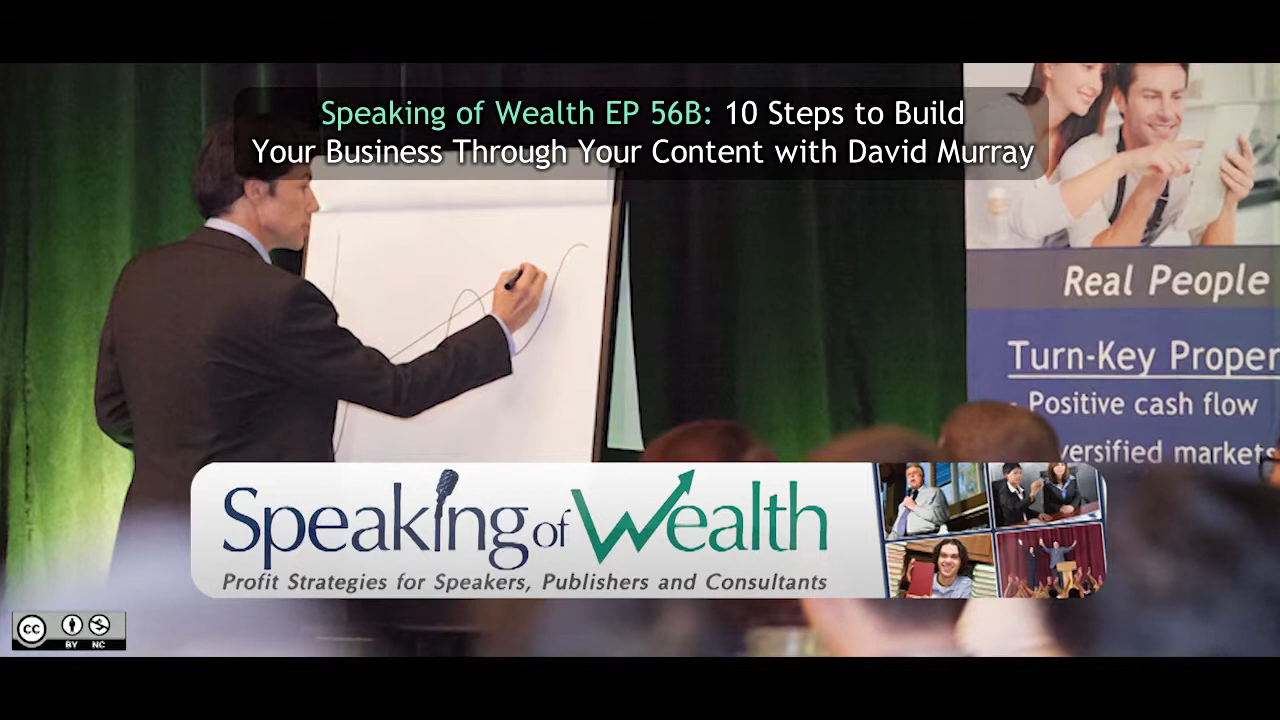 Speaking of Wealth EP 56B: 10 Steps to Build
Your Business Through Your Content with David Murray
Real People
Turn-Key Proper
- Positive cash flow
versified markets
Speaking of Wealth
Profit Strategies for Speakers, Publishers and Consultants
cc
BY NC